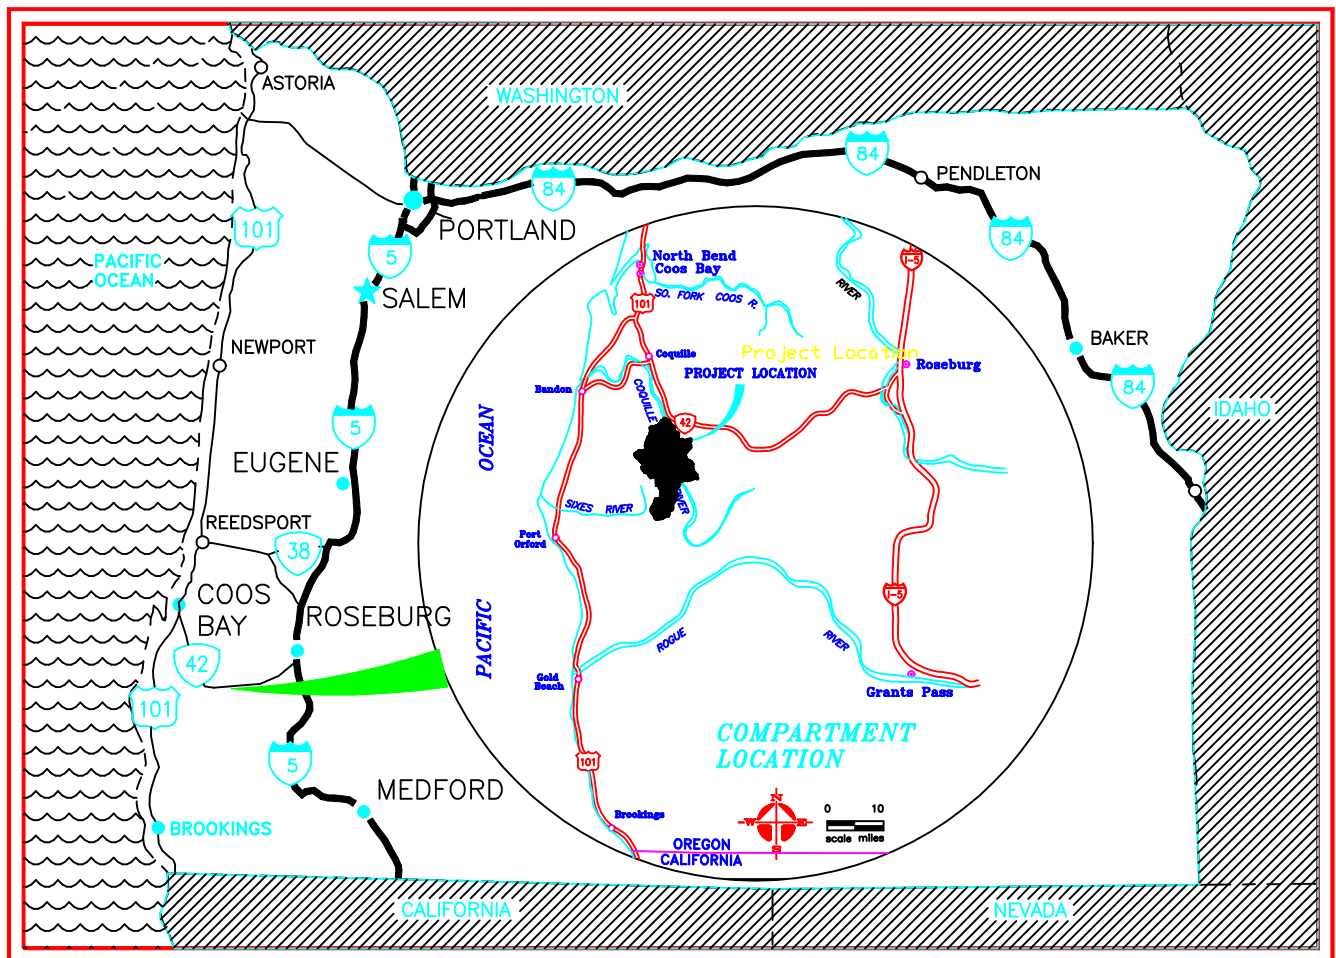 WASHINGTON
ASTORIA
84
84
PENDLETON
101
PORTLAND
84
5
PACIFIC
OCEAN
SALEM
NEWPORT
BAKER
84
IDAHO
5
EUGENE
REEDSPORT
38
COOS
BAY
ROSEBURG
42
101
5
MEDFORD
BROOKINGS
CALIFORNIA
NEVADA
North Bend
Coos Bay
I-5
SO. FORK COOS R.
RIVER
101
Project Location
Coquille
PROJECT LOCATION
Roseburg
Bandon
COQUILLE
42
OCEAN
SIXES RIVER
RIVER
Port
Orford
I-5
PACIFIC
ROGUE
RIVER
Gold
Beach
Grants Pass
COMPARTMENT
LOCATION
101
N
W
E
S
0 10
scale miles
Brookings
OREGON
CALIFORNIA